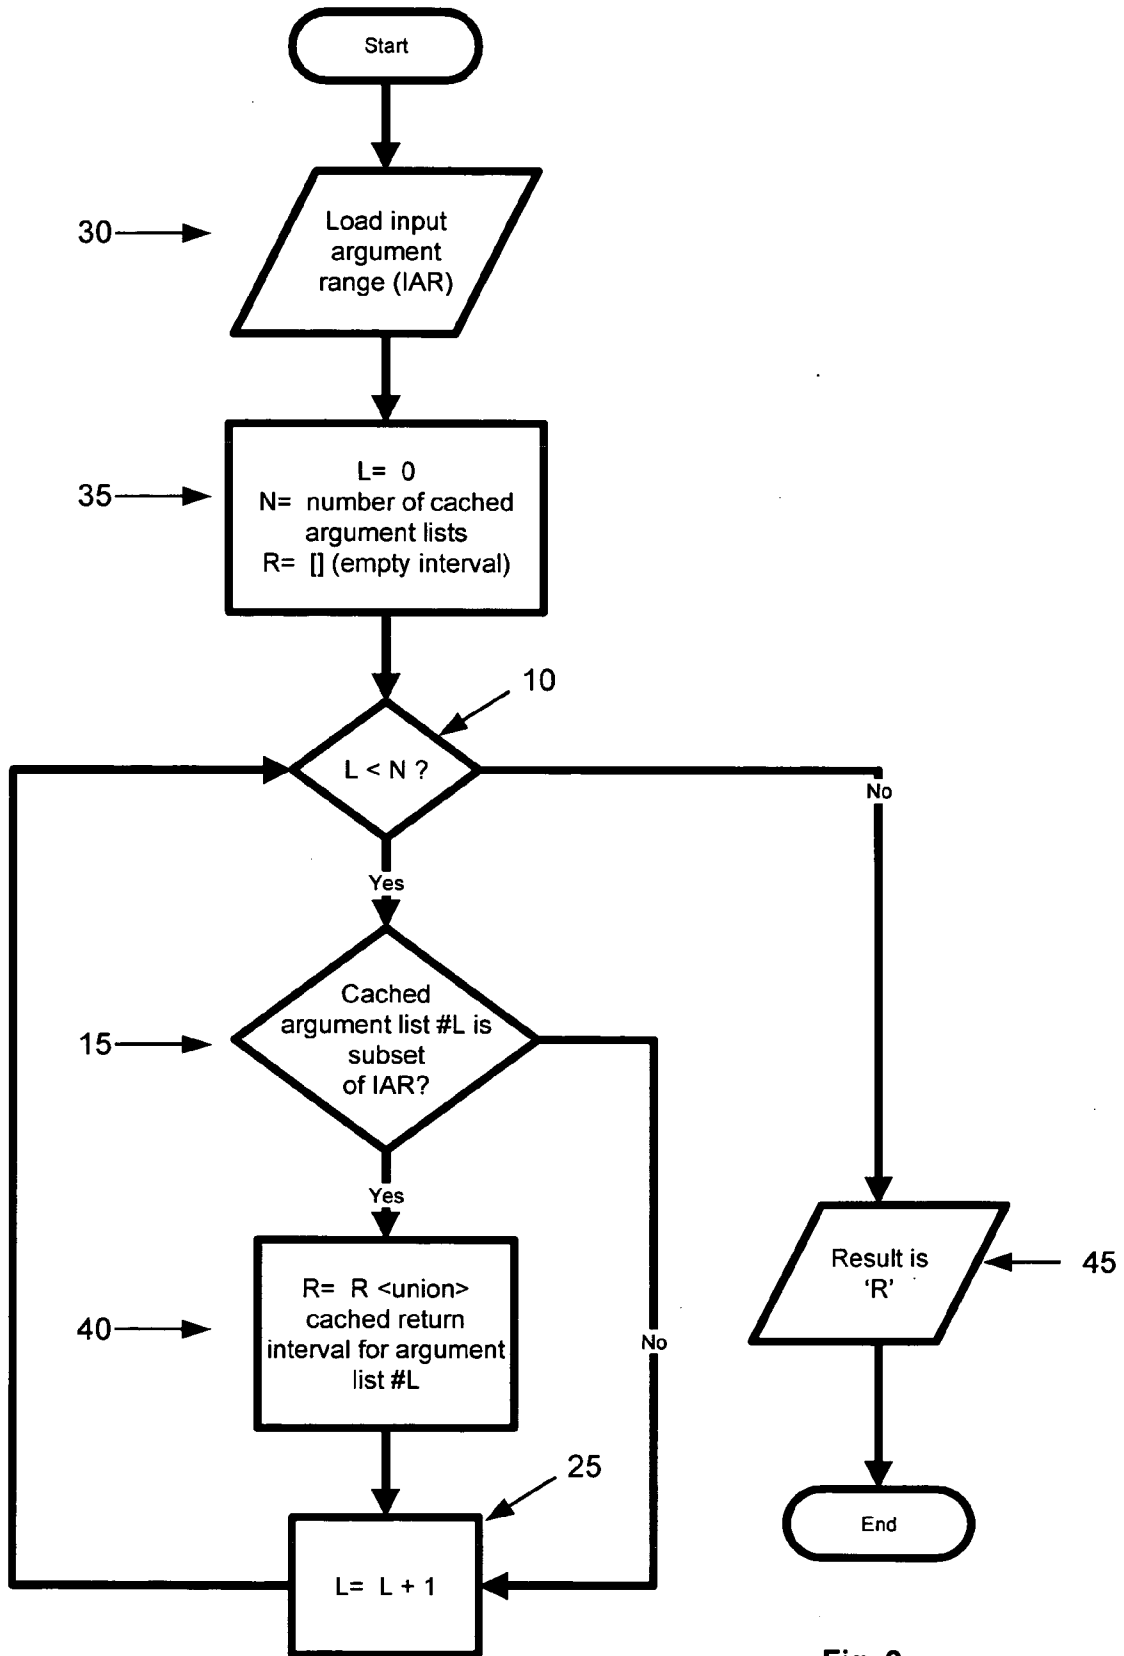 Start
30
Load input
argument
range (IAR)
35
L= 0
N= number of cached
argument lists
R= [] (empty interval)
10
L < N ?
No
Yes
15
Cached
argument list #L is
subset
of IAR?
Yes
40
R= R <union>
cached return
interval for argument
list #L
No
Result is
‘R’
45
25
L= L + 1
End